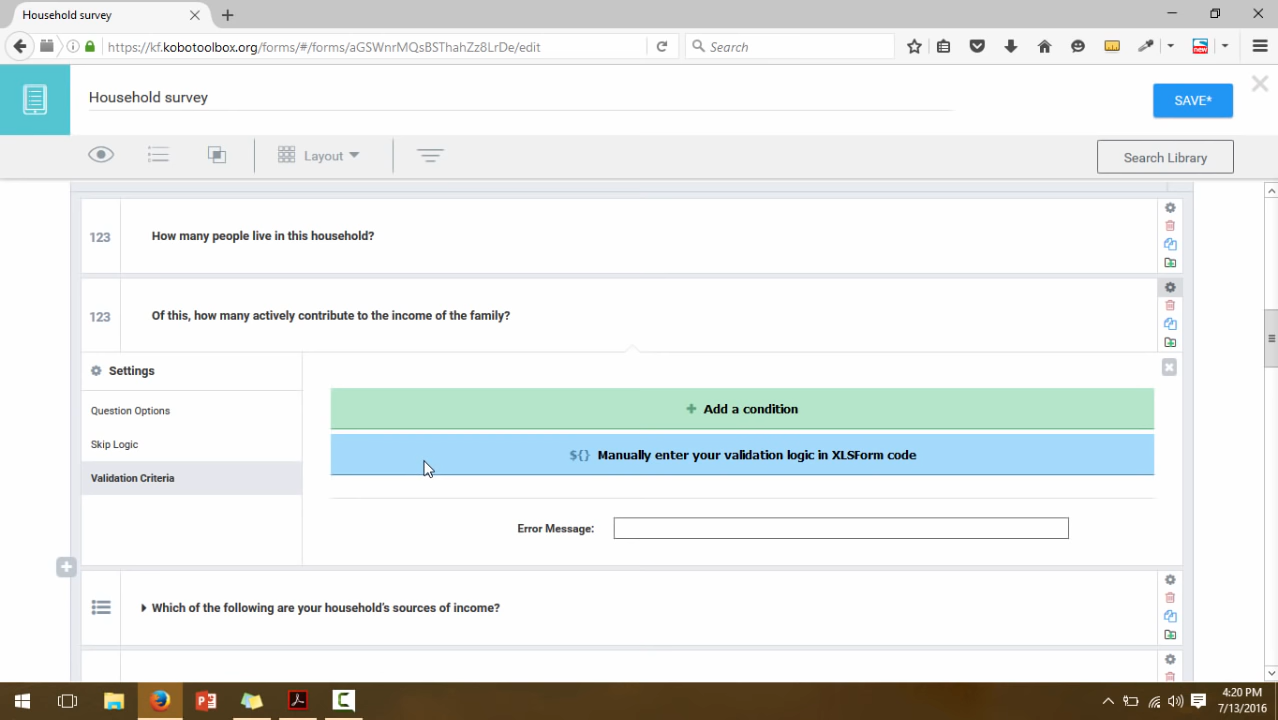 Household survey
https://kf.kobotoolbox.org/forms/#/forms/aGSWnrMQsBSThahZz8LrDe/edit
Search
new
Household survey
SAVE*
Layout
Search Library
123
How many people live in this household?
123
Of this, how many actively contribute to the income of the family?
Settings
Question Options
Skip Logic
Validation Criteria
+ Add a condition
${} Manually enter your validation logic in XLSForm code
Error Message:
Which of the following are your household's sources of income?
4:20 PM
7/13/2016